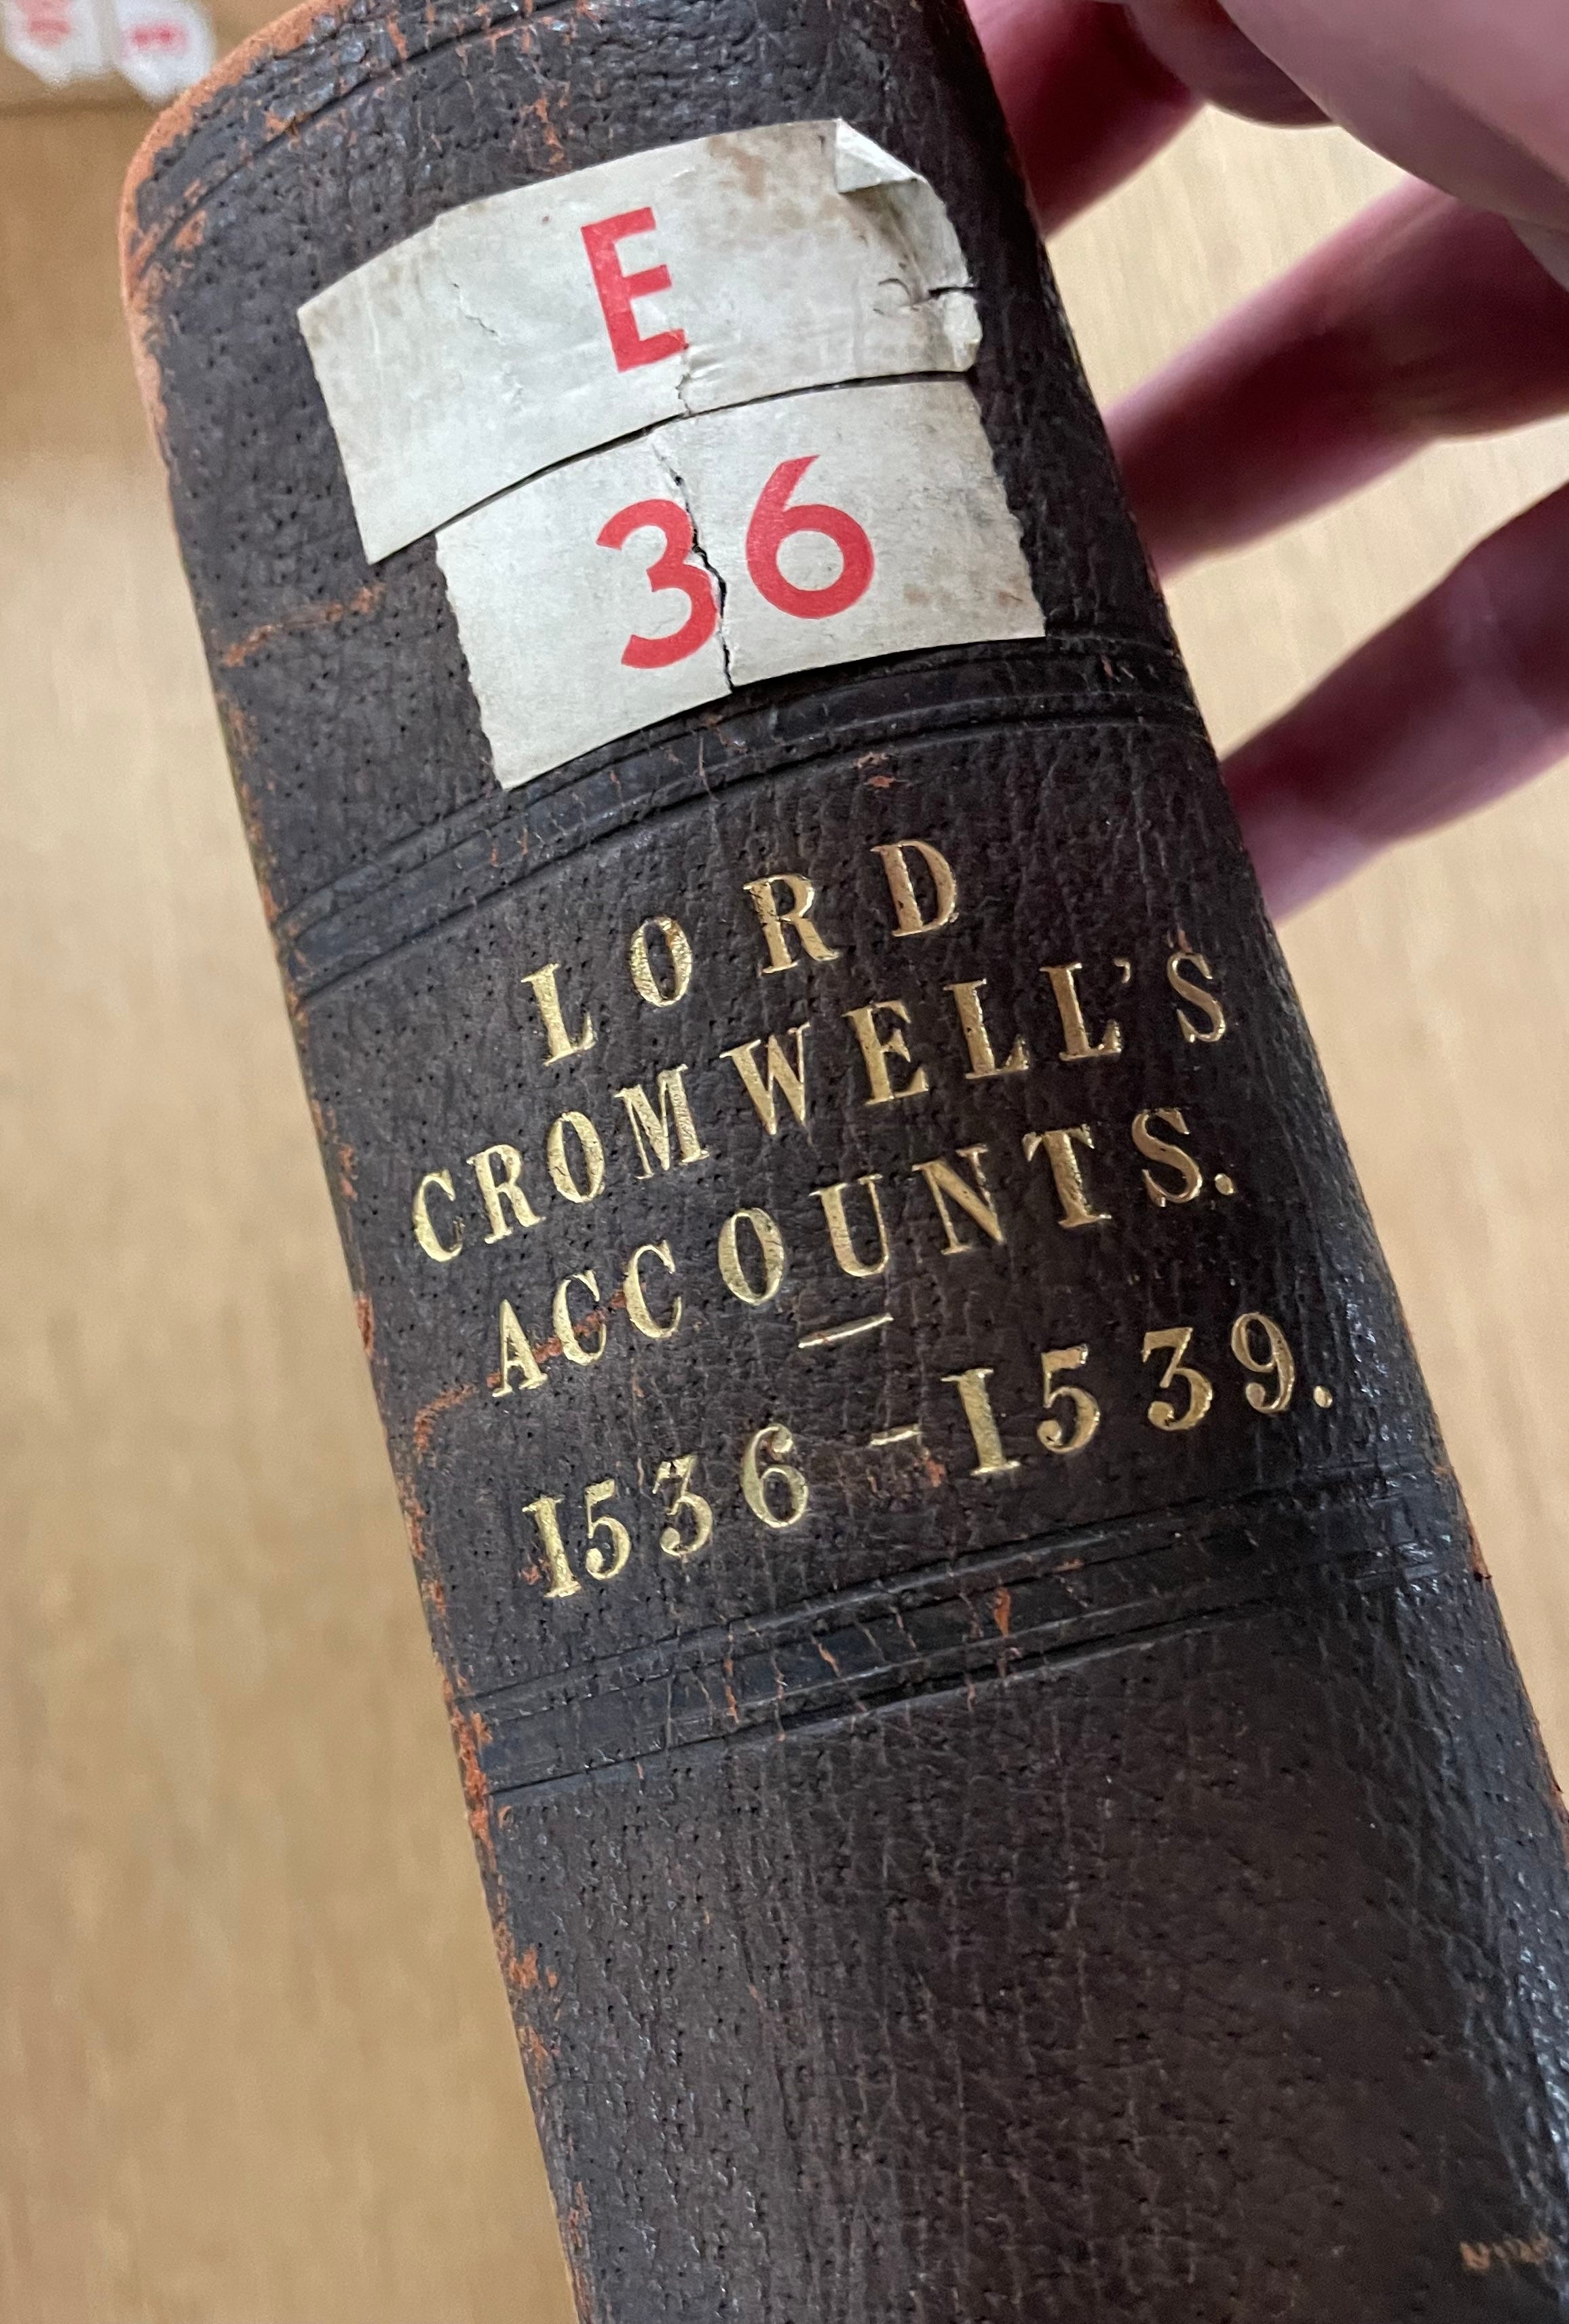 E
36
LORD
CROMWELL'S
ACCOUNTS.
—
1536-1539.